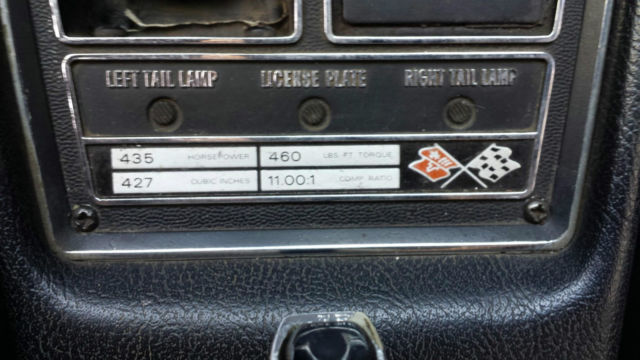 LEFT TAIL LAMP LICENSE PLATE RIGHT TAIL LAMP
435 HORSEPOWER 460 LBS. FT. TORQUE
427 CUBIC INCHES 11.00:1 COMP. RATIO